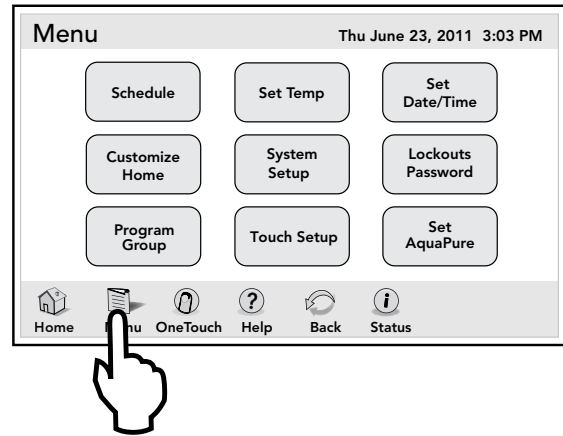 Menu
Thu June 23, 2011 3:03 PM
Schedule
Set Temp
Set
Date/Time
Customize
Home
System
Setup
Lockouts
Password
Program
Group
Touch Setup
Set
AquaPure
?
i
Home
OneTouch
Help
Back
Status